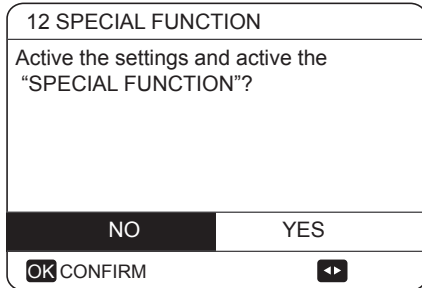 12 SPECIAL FUNCTION
Active the settings and active the
“SPECIAL FUNCTION”?
NO YES
OK CONFIRM